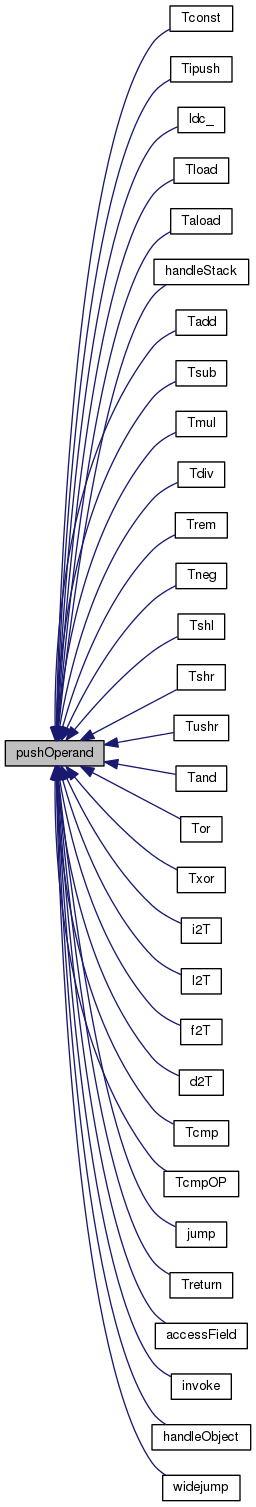 Tconst
Tipush
ldc_
Tload
Taload
handleStack
Tadd
Tsub
Tmul
Tdiv
Trem
Tneg
Tshl
Tshr
Tushr
pushOperand
Tand
Tor
Txor
i2T
l2T
f2T
d2T
Tcmp
TcmpOP
jump
Treturn
accessField
invoke
handleObject
widejump